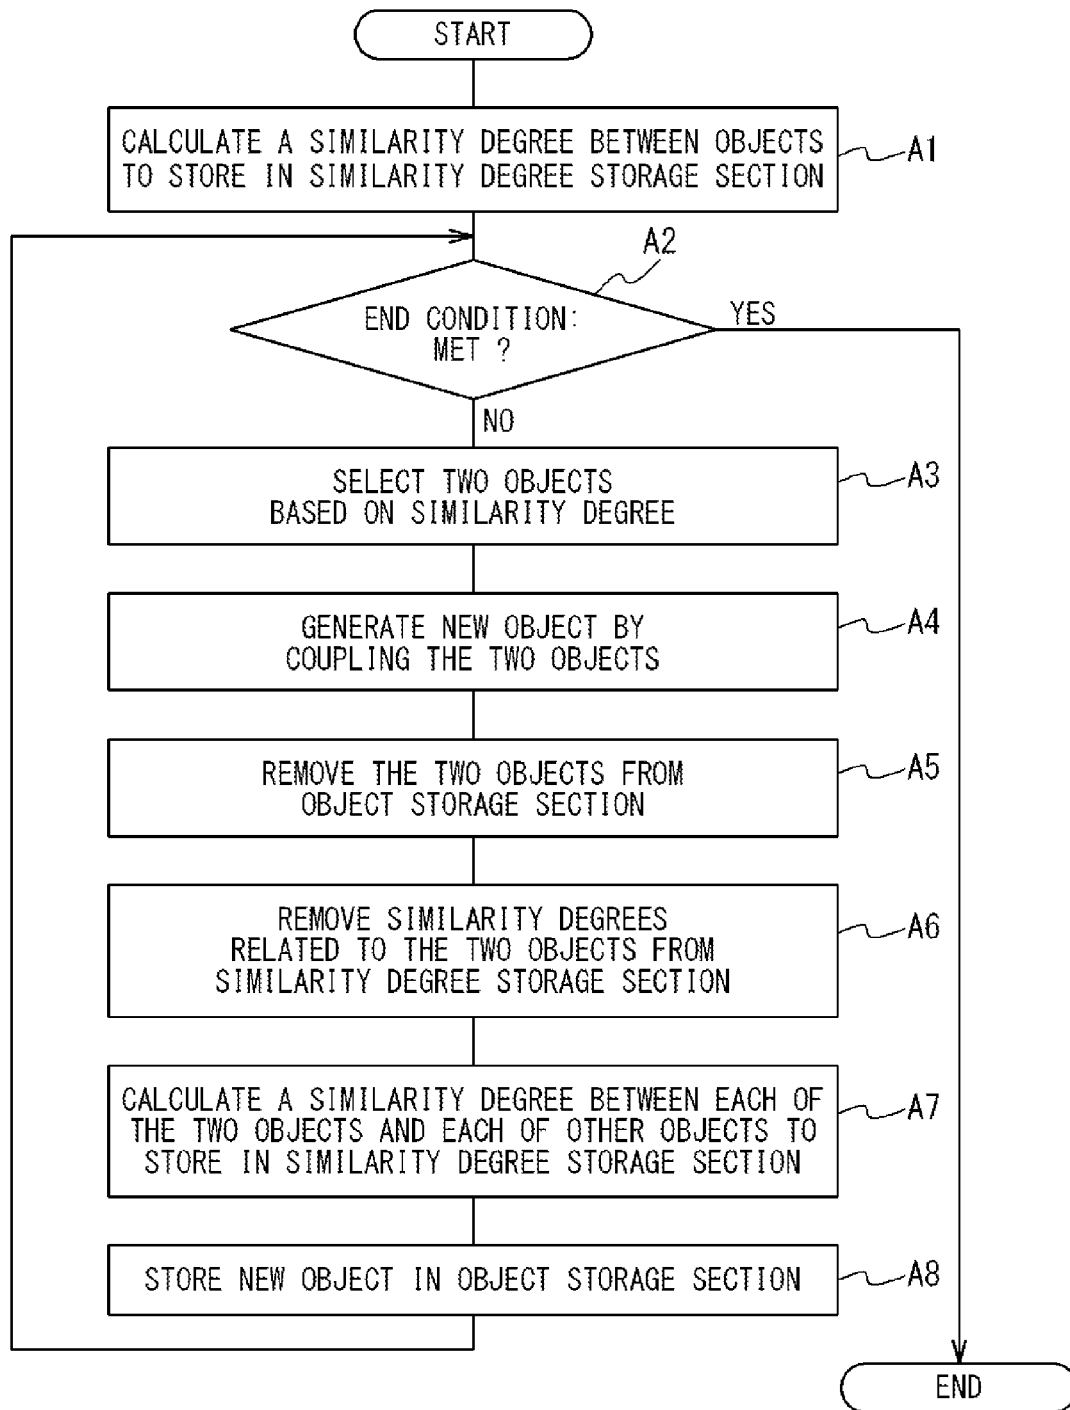 START
CALCULATE A SIMILARITY DEGREE BETWEEN OBJECTS
TO STORE IN SIMILARITY DEGREE STORAGE SECTION
A1
A2
END CONDITION:
MET ?
YES
NO
SELECT TWO OBJECTS
BASED ON SIMILARITY DEGREE
A3
GENERATE NEW OBJECT BY
COUPLING THE TWO OBJECTS
A4
REMOVE THE TWO OBJECTS FROM
OBJECT STORAGE SECTION
A5
REMOVE SIMILARITY DEGREES
RELATED TO THE TWO OBJECTS FROM
SIMILARITY DEGREE STORAGE SECTION
A6
CALCULATE A SIMILARITY DEGREE BETWEEN EACH OF
THE TWO OBJECTS AND EACH OF OTHER OBJECTS TO
STORE IN SIMILARITY DEGREE STORAGE SECTION
A7
STORE NEW OBJECT IN OBJECT STORAGE SECTION
A8
END